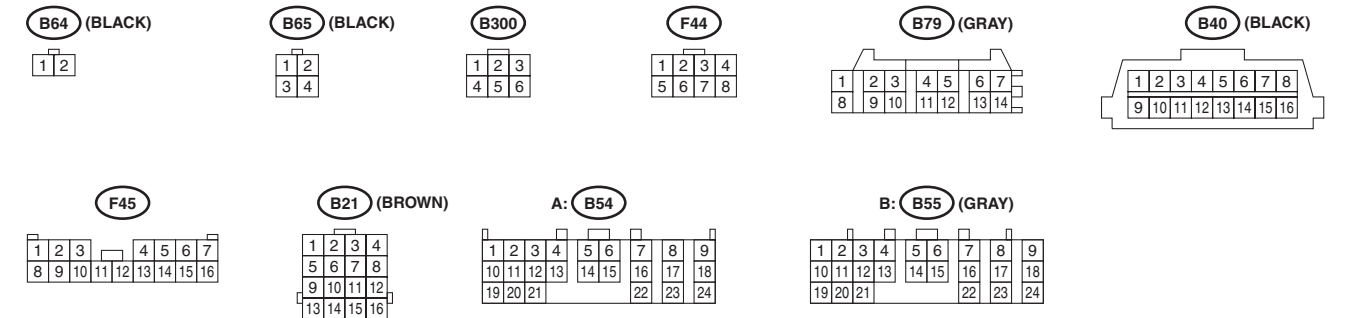 B64 (BLACK)
1 2
B65 (BLACK)
1 2
3 4
B300
1 2 3
4 5 6
F44
1 2 3 4
5 6 7 8
B79 (GRAY)
1 2 3 4 5 6 7
8 9 10 11 12 13 14
B40 (BLACK)
1 2 3 4 5 6 7 8
9 10 11 12 13 14 15 16
F45
1 2 3 4 5 6 7
8 9 10 11 12 13 14 15 16
B21 (BROWN)
1 2 3 4
5 6 7 8
9 10 11 12
13 14 15 16
A: B54
1 2 3 4 5 6 7 8 9
10 11 12 13 14 15 16 17 18
19 20 21 22 23 24
B: B55 (GRAY)
1 2 3 4 5 6 7 8 9
10 11 12 13 14 15 16 17 18
19 20 21 22 23 24